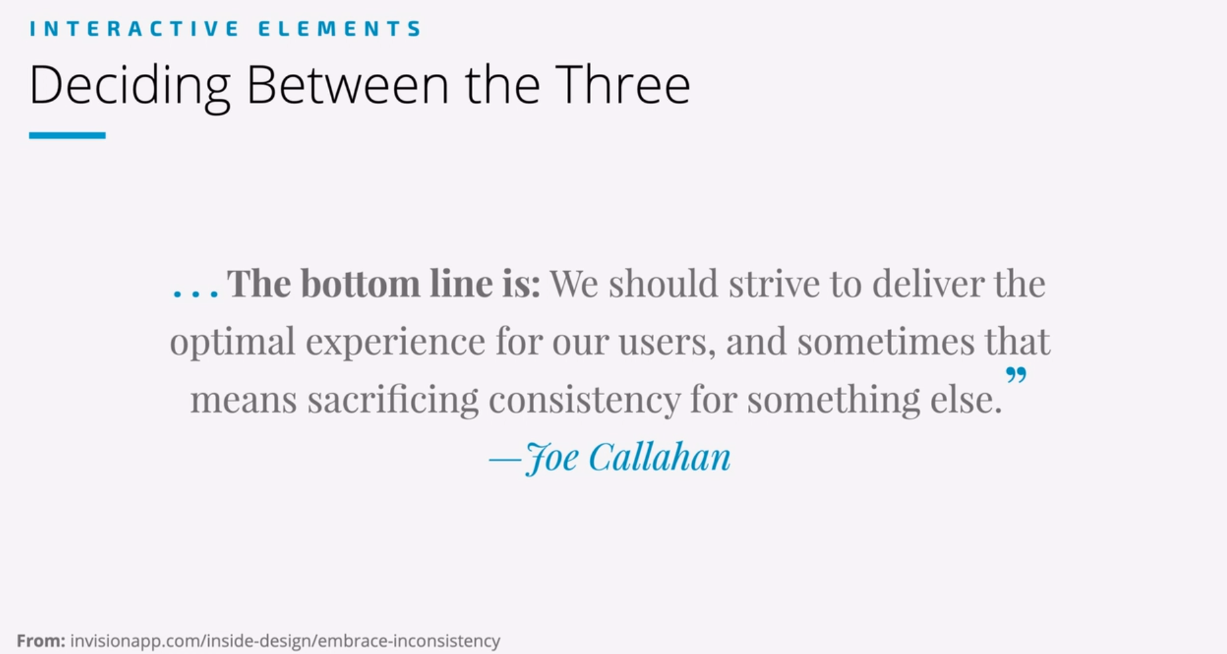 INTERACTIVE ELEMENTS
Deciding Between the Three
...The bottom line is: We should strive to deliver the
optimal experience for our users, and sometimes that
means sacrificing consistency for something else.”
—Joe Callahan
From: invisionapp.com/inside-design/embrace-inconsistency